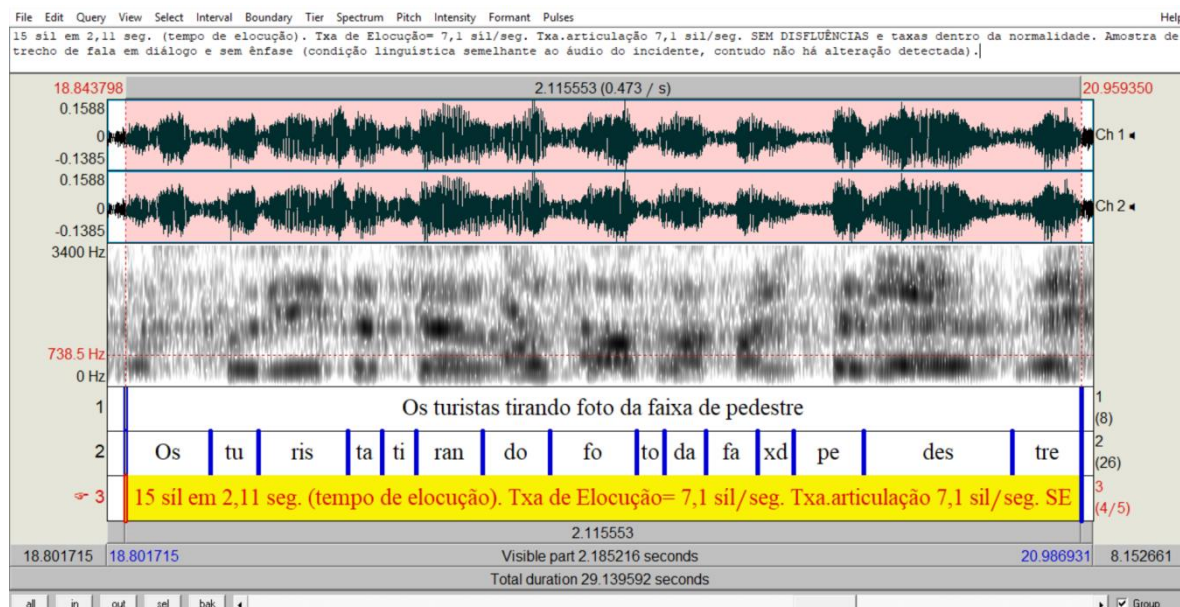 File Edit Query View Select Interval Boundary Tier Spectrum Pitch Intensity Formant Pulses Help
15 síl em 2,11 seg. (tempo de elocução). Txa de Elocução= 7,1 síl/seg. Txa.articulação 7,1 sil/seg. SEM DISFLUÊNCIAS e taxas dentro da normalidade. Amostra de
trecho de fala em diálogo e sem ênfase (condição linguística semelhante ao áudio do incidente, contudo não há alteração detectada).
18.843798 2.115553 (0.473 / s) 20.959350
0.1588
0 Ch 1
-0.1385
0.1588
0 Ch 2
-0.1385
3400 Hz
738.5 Hz
0 Hz
1 Os turistas tirando foto da faixa de pedestre 1
(8)
2 Os tu ris ta ti ran do fo to da fa xd pe des tre 2
(26)
3 15 síl em 2,11 seg. (tempo de elocução). Txa de Elocução= 7,1 síl/seg. Txa.articulação 7,1 sil/seg. SE 3
(4/5)
2.115553
18.801715 18.801715 Visible part 2.185216 seconds 20.986931 8.152661
Total duration 29.139592 seconds
all in out sel bak Group